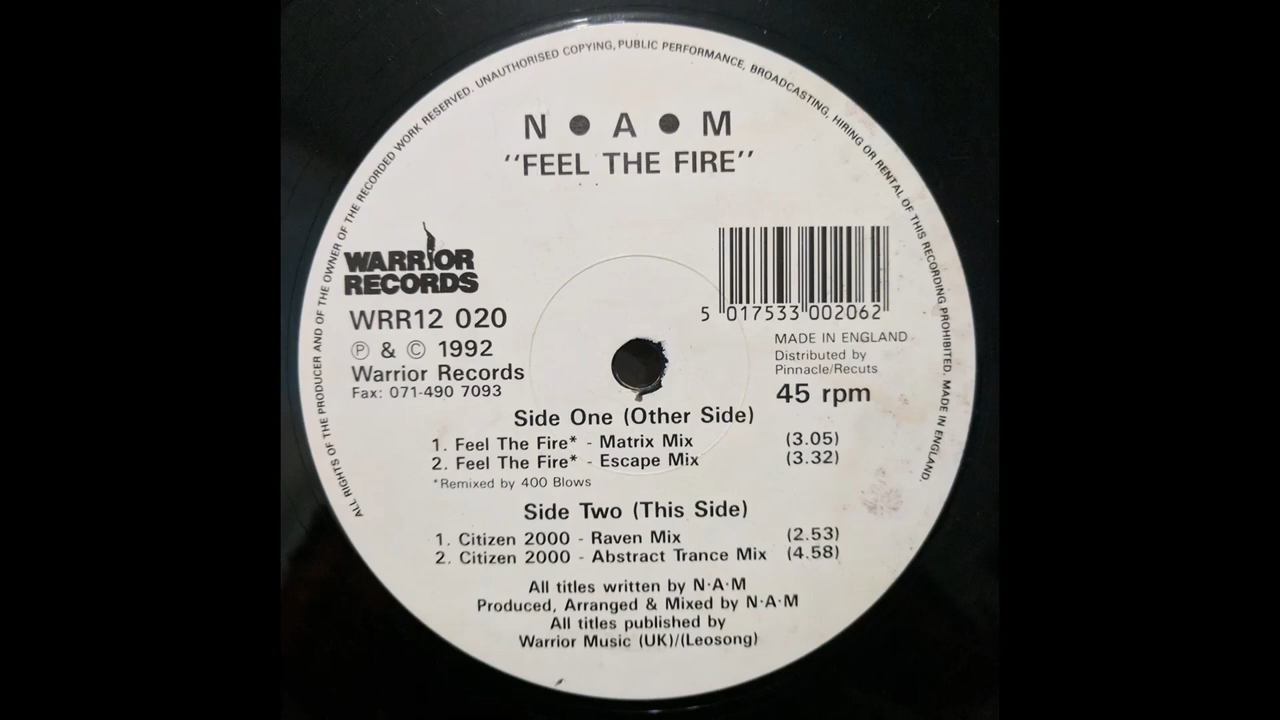 ALL RIGHTS OF THE PRODUCER AND OF THE OWNER OF THE RECORDED WORK RESERVED. UNAUTHORISED COPYING, PUBLIC PERFORMANCE, BROADCASTING, HIRING OR RENTAL OF THIS RECORDING PROHIBITED. MADE IN ENGLAND.
N ● A ● M
"FEEL THE FIRE"
WARRIOR
RECORDS
WRR12 020
Ⓟ & © 1992
Warrior Records
Fax: 071-490 7093
5 017533 002062
MADE IN ENGLAND
Distributed by
Pinnacle/Recuts
45 rpm
Side One (Other Side)
1. Feel The Fire* - Matrix Mix (3.05)
2. Feel The Fire* - Escape Mix (3.32)
*Remixed by 400 Blows
Side Two (This Side)
1. Citizen 2000 - Raven Mix (2.53)
2. Citizen 2000 - Abstract Trance Mix (4.58)
All titles written by N·A·M
Produced, Arranged & Mixed by N·A·M
All titles published by
Warrior Music (UK)/(Leosong)